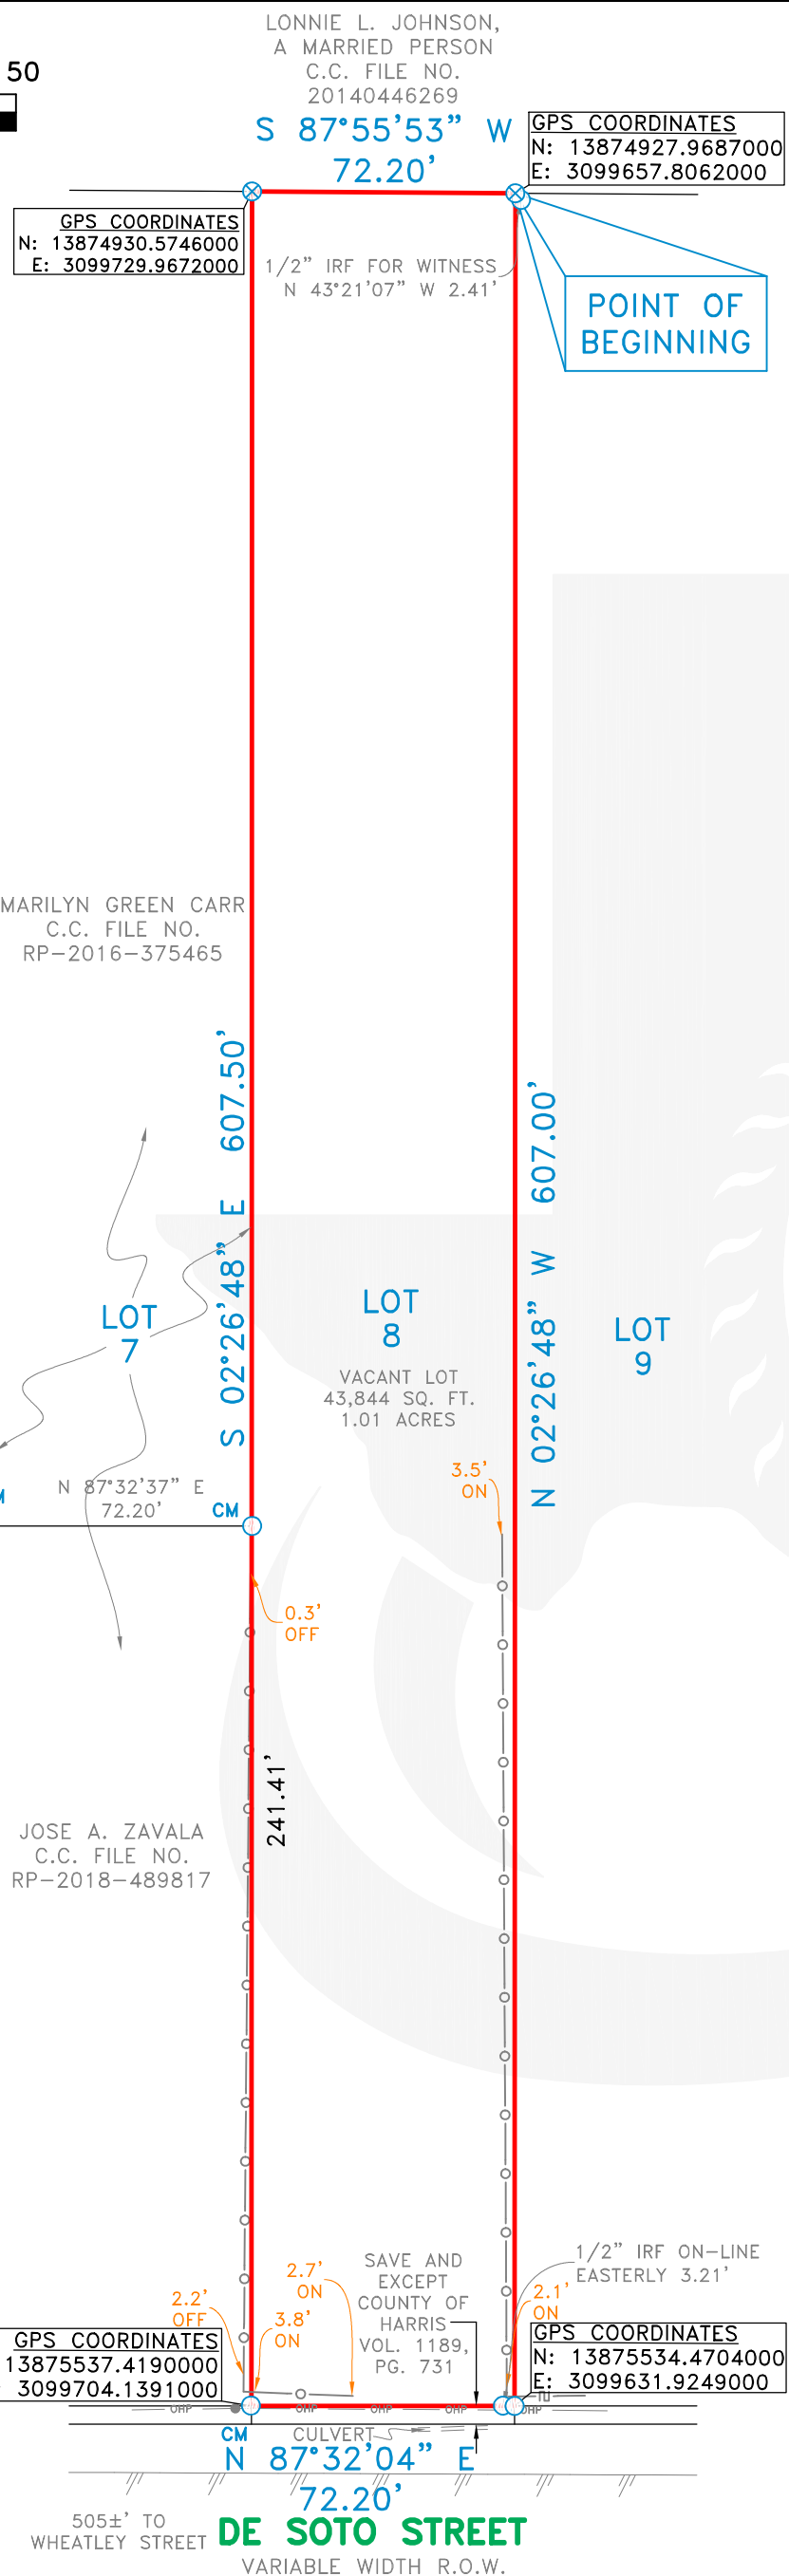 LONNIE L. JOHNSON,
A MARRIED PERSON
C.C. FILE NO.
20140446269
50
S 87°55'53" W
72.20'
GPS COORDINATES
N: 13874927.9687000
E: 3099657.8062000
GPS COORDINATES
N: 13874930.5746000
E: 3099729.9672000
1/2" IRF FOR WITNESS
N 43°21'07" W 2.41'
POINT OF
BEGINNING
MARILYN GREEN CARR
C.C. FILE NO.
RP-2016-375465
S 02°26'48" E 607.50'
N 02°26'48" W 607.00'
LOT
7
LOT
8
LOT
9
VACANT LOT
43,844 SQ. FT.
1.01 ACRES
3.5'
ON
N 87°32'37" E
72.20'
CM
0.3'
OFF
241.41'
JOSE A. ZAVALA
C.C. FILE NO.
RP-2018-489817
2.2'
OFF
3.8'
ON
2.7'
ON
SAVE AND
EXCEPT
COUNTY OF
HARRIS
VOL. 1189,
PG. 731
1/2" IRF ON-LINE
EASTERLY 3.21'
2.1'
ON
GPS COORDINATES
13875537.4190000
3099704.1391000
GPS COORDINATES
N: 13875534.4704000
E: 3099631.9249000
OHP OHP OHP OHP OHP
CM
CULVERT
N 87°32'04" E
72.20'
505±' TO
WHEATLEY STREET
DE SOTO STREET
VARIABLE WIDTH R.O.W.